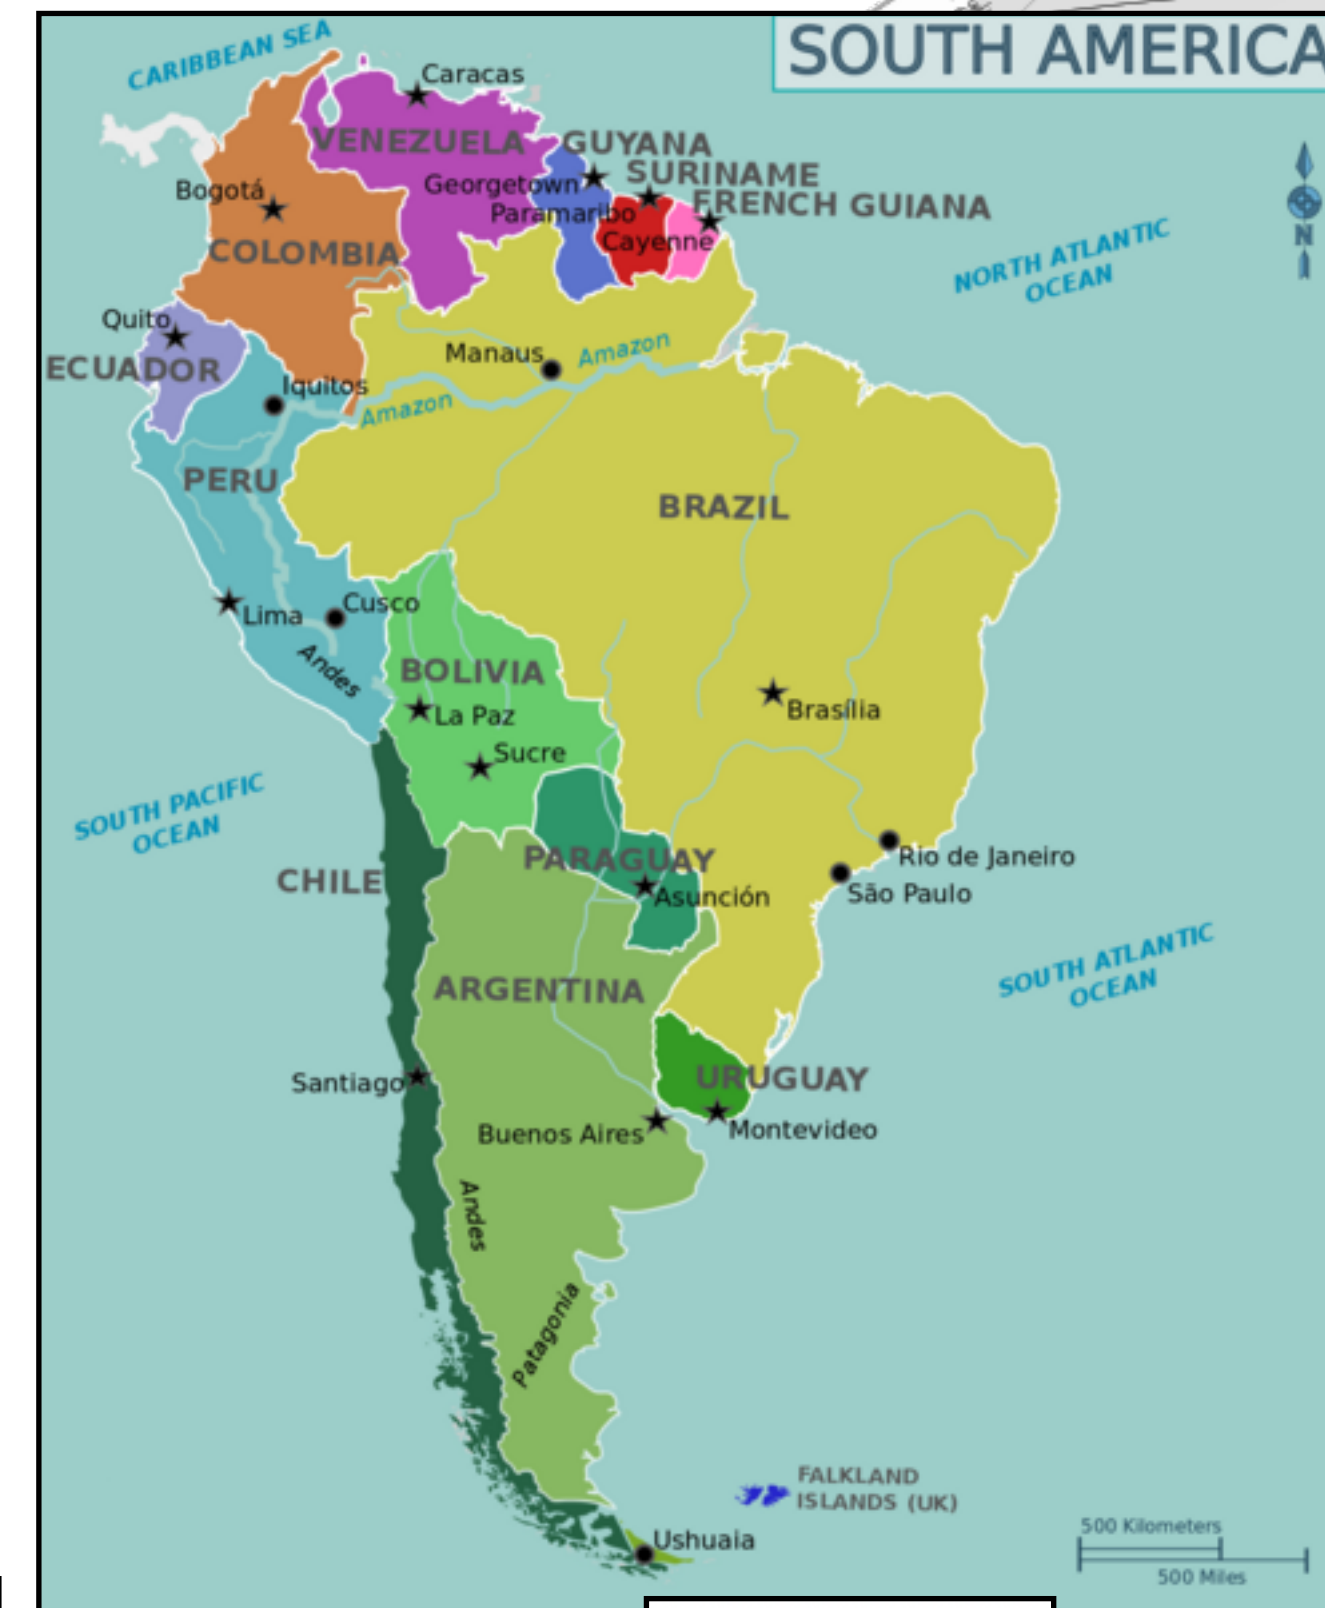 SOUTH AMERICA
CARIBBEAN SEA
Caracas
VENEZUELA
GUYANA
Georgetown
SURINAME
Paramaribo
FRENCH GUIANA
Cayenne
Bogotá
COLOMBIA
NORTH ATLANTIC
OCEAN
N
Quito
ECUADOR
Iquitos
Manaus
Amazon
Amazon
PERU
BRAZIL
Lima
Cusco
Andes
BOLIVIA
La Paz
Sucre
Brasília
SOUTH PACIFIC
OCEAN
CHILE
PARAGUAY
Asunción
Rio de Janeiro
São Paulo
SOUTH ATLANTIC
OCEAN
ARGENTINA
Santiago
URUGUAY
Buenos Aires
Montevideo
Andes
Patagonia
FALKLAND
ISLANDS (UK)
Ushuaia
500 Kilometers
500 Miles